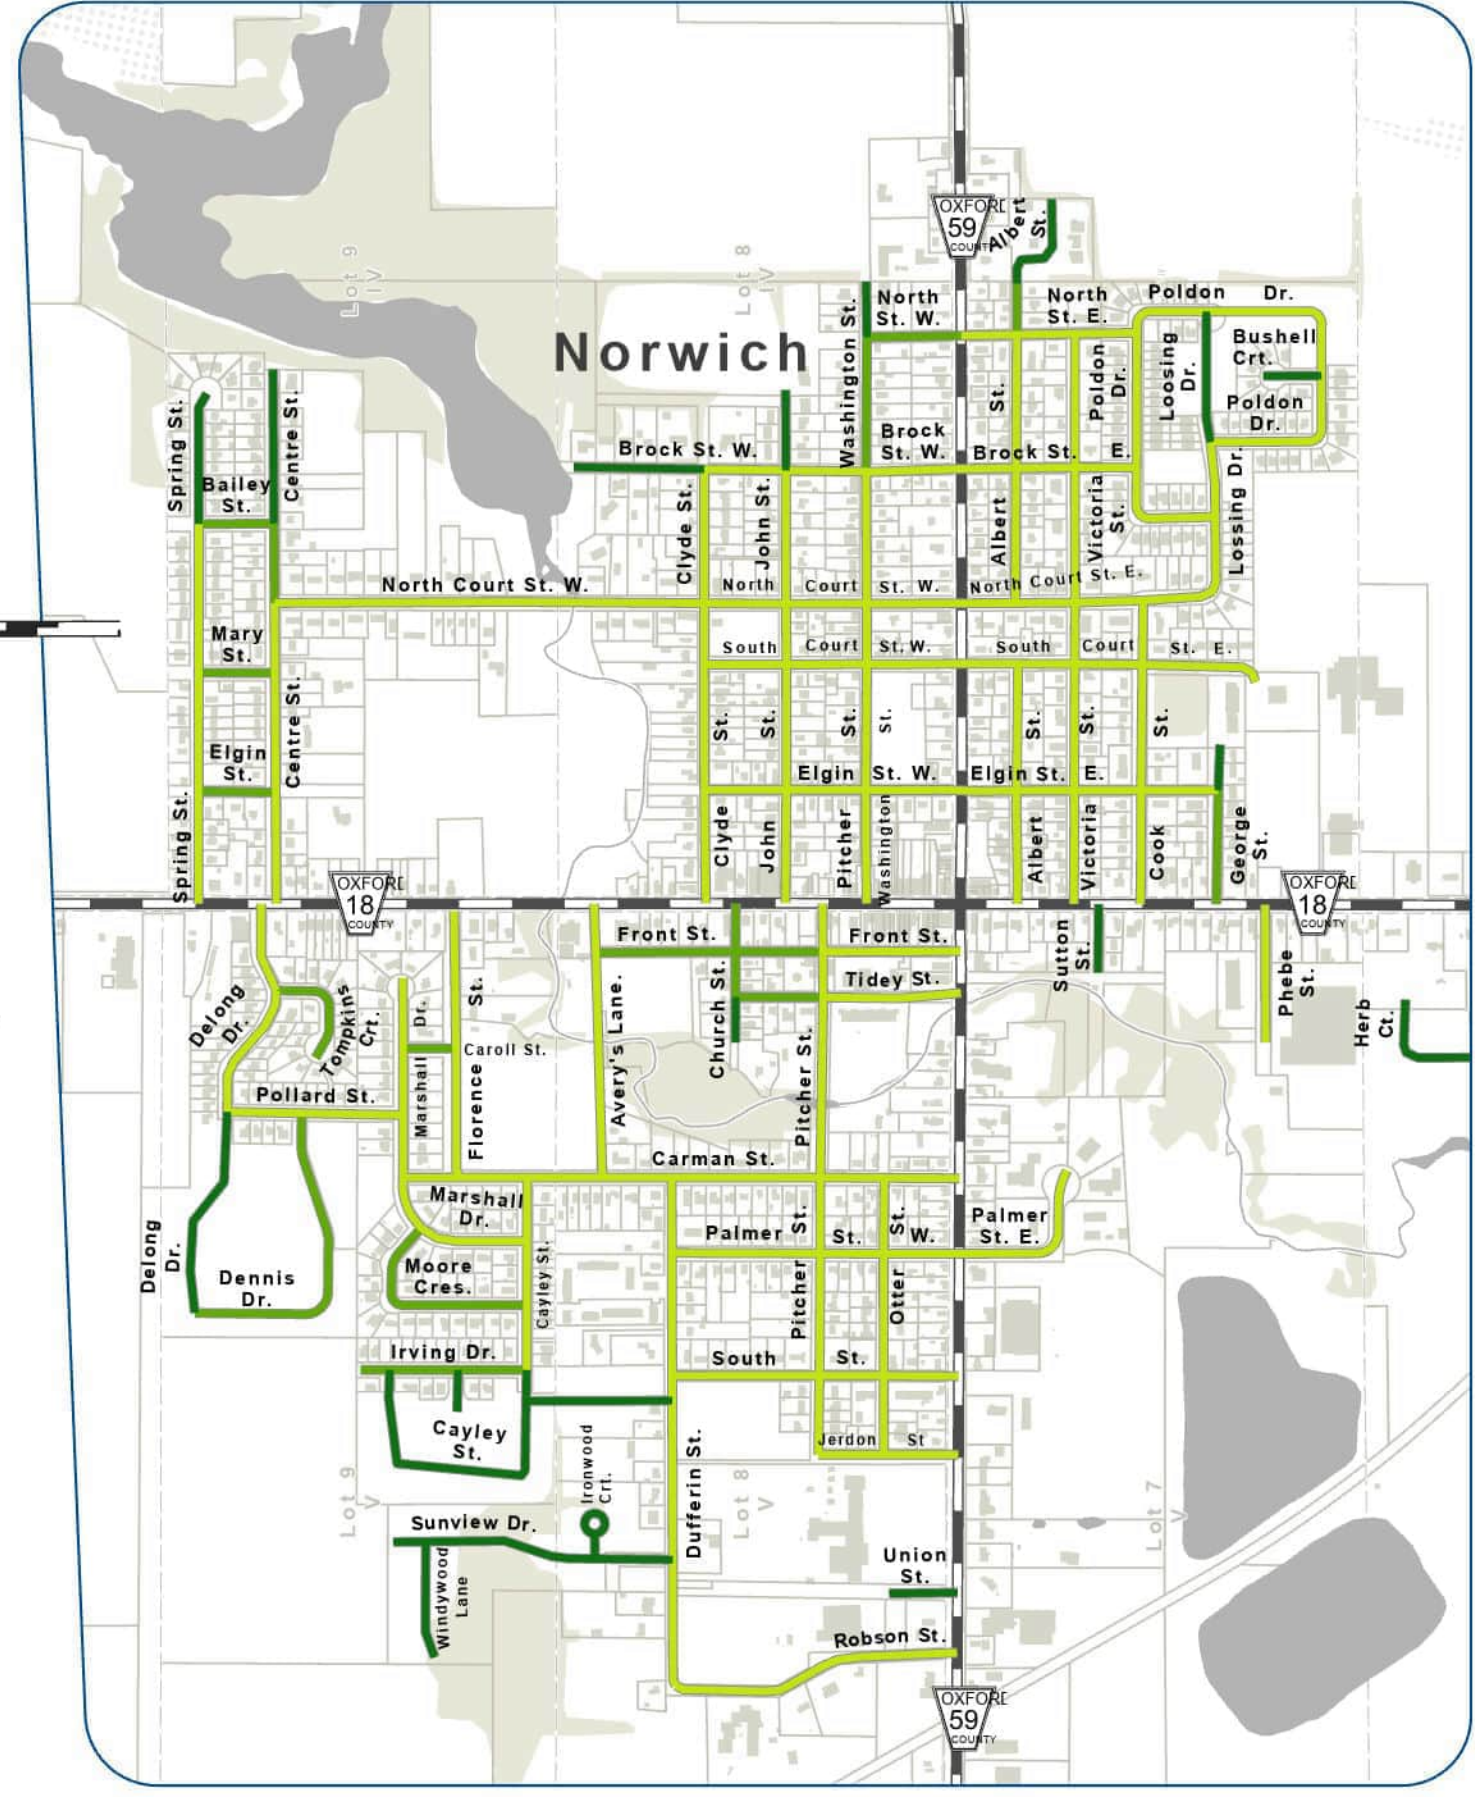 OXFORD
59
COUNTY
Albert
St.
Lot 9
IV
Lot 8
IV
North
St. W.
North
St. E.
Poldon Dr.
Norwich
Washington St.
Loosing
Dr.
Bushell
Crt.
Poldon
Dr.
Poldon
Dr.
St.
Spring St.
Centre St.
Bailey
St.
Brock St. W.
Brock
St. W.
Brock St. E.
Clyde St.
John St.
Albert
Victoria
St.
Lossing Dr.
North Court St. W.
North Court St. W.
North Court St. E.
Mary
St.
South Court St. W.
South Court St. E.
Centre St.
St.
St.
St.
St.
St.
St.
St.
Elgin
St.
Elgin St. W.
Elgin St. E.
Spring St.
Clyde
John
Pitcher
Washington
Albert
Victoria
Cook
George
St.
OXFORD
18
COUNTY
OXFORD
18
COUNTY
Front St.
Front St.
Sutton
St.
Tidey St.
Phebe
St.
Herb
Ct.
Delong
Dr.
Tompkins
Crt.
Dr.
St.
Caroll St.
Avery's Lane.
Church St.
Pitcher St.
Marshall
Florence
Pollard St.
Carman St.
Marshall
Dr.
Palmer St. W.
St.
St.
Palmer
St. E.
Delong
Dr.
Dennis
Dr.
Moore
Cres.
Cayley St.
Pitcher
Otter
Irving Dr.
South St.
Cayley
St.
Ironwood
Crt.
Dufferin St.
Jerdon St
Lot 9
V
Lot 8
V
Lot 7
V
Sunview Dr.
Windywood
Lane
Union
St.
Robson St.
OXFORD
59
COUNTY